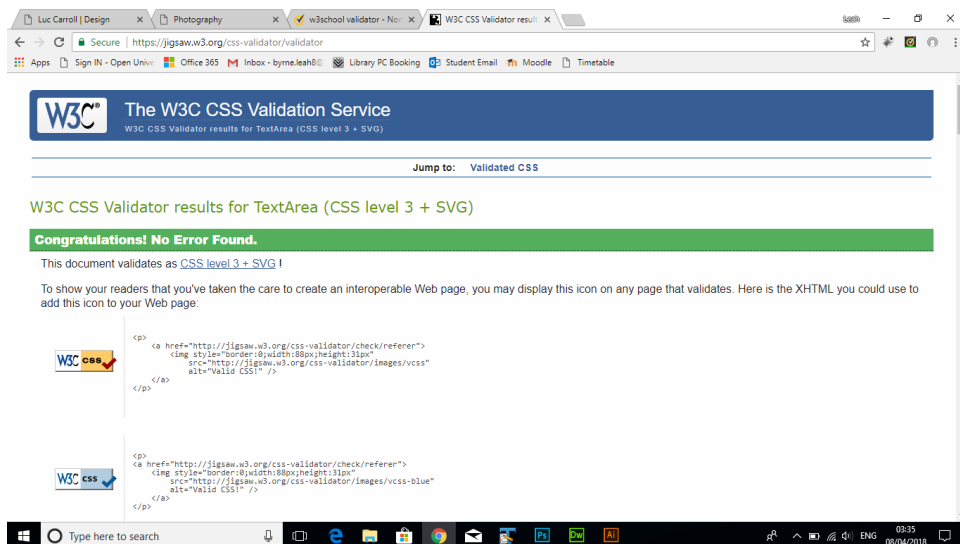 Luc Carroll | Design
Photography
w3school validator - Nor
W3C CSS Validator result
Leah
Secure | https://jigsaw.w3.org/css-validator/validator
Apps
Sign IN - Open Unive
Office 365
Inbox - byrne.leah8@
Library PC Booking
Student Email
Moodle
Timetable
W3C®
The W3C CSS Validation Service
W3C CSS Validator results for TextArea (CSS level 3 + SVG)
Jump to: Validated CSS
W3C CSS Validator results for TextArea (CSS level 3 + SVG)
Congratulations! No Error Found.
This document validates as CSS level 3 + SVG !
To show your readers that you've taken the care to create an interoperable Web page, you may display this icon on any page that validates. Here is the XHTML you could use to
add this icon to your Web page:
W3C css
<p>
<a href="http://jigsaw.w3.org/css-validator/check/referer">
<img style="border:0;width:88px;height:31px"
src="http://jigsaw.w3.org/css-validator/images/vcss"
alt="Valid CSS!" />
</a>
</p>
W3C css
<p>
<a href="http://jigsaw.w3.org/css-validator/check/referer">
<img style="border:0;width:88px;height:31px"
src="http://jigsaw.w3.org/css-validator/images/vcss-blue"
alt="Valid CSS!" />
</a>
</p>
Type here to search
Ps
Dw
Ai
ENG
03:35
08/04/2018